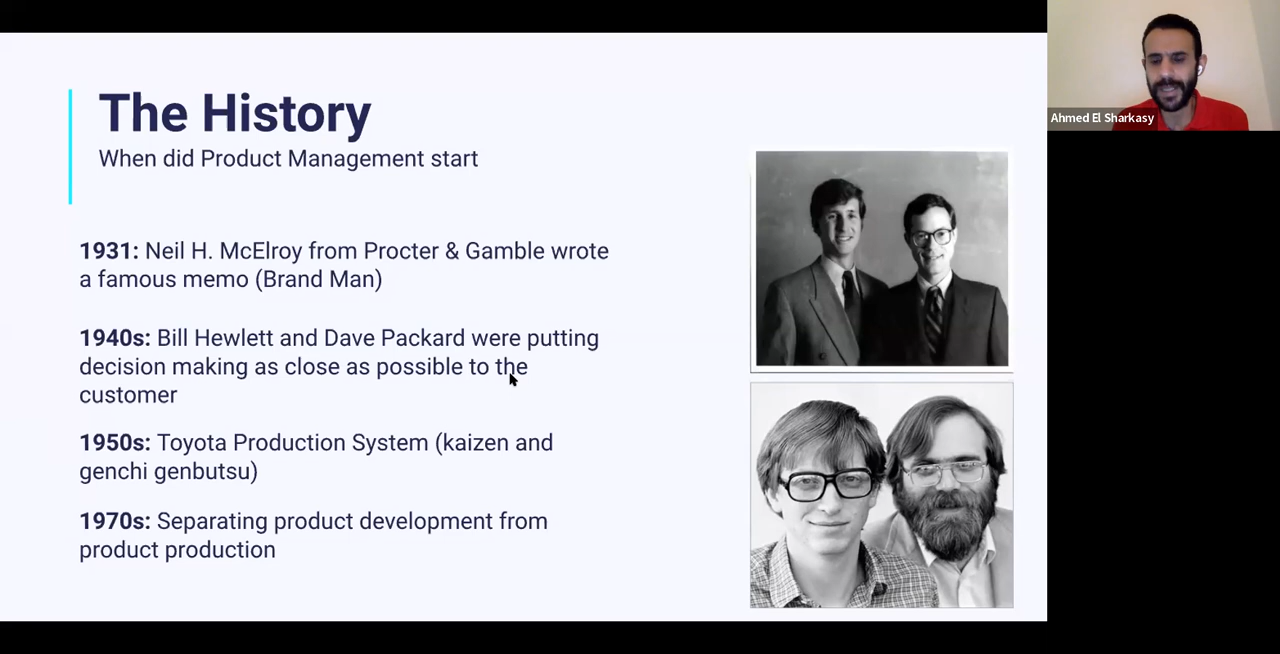 The History
When did Product Management start
1931: Neil H. McElroy from Procter & Gamble wrote
a famous memo (Brand Man)
1940s: Bill Hewlett and Dave Packard were putting
decision making as close as possible to the
customer
1950s: Toyota Production System (kaizen and
genchi genbutsu)
1970s: Separating product development from
product production
Ahmed El Sharkasy